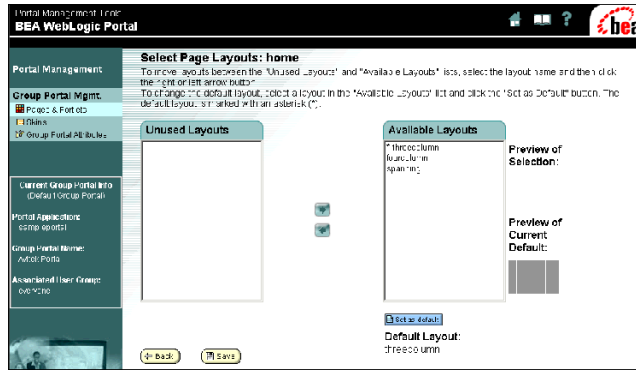 Portal Management Tools
BEA WebLogic Portal
?
bea
Portal Management
Group Portal Mgmt.
Pages & Portlets
Skins
Group Portal Attributes
Current Group Portal Info
(Default Group Portal)
Portal Application:
sampleportal
Group Portal Name:
Avitek Portal
Associated User Group:
everyone
Select Page Layouts: home
To move layouts between the "Unused Layouts" and "Available Layouts" lists, select the layout name and then click
the right or left arrow button.
To change the default layout, select a layout in the "Available Layouts" list and click the "Set as Default" button. The
default layout is marked with an asterisk (*).
Unused Layouts
Available Layouts
* threecolumn
fourcolumn
spanning
Preview of
Selection:
Preview of
Current
Default:
Set as default
Default Layout:
threecolumn
Back
Save